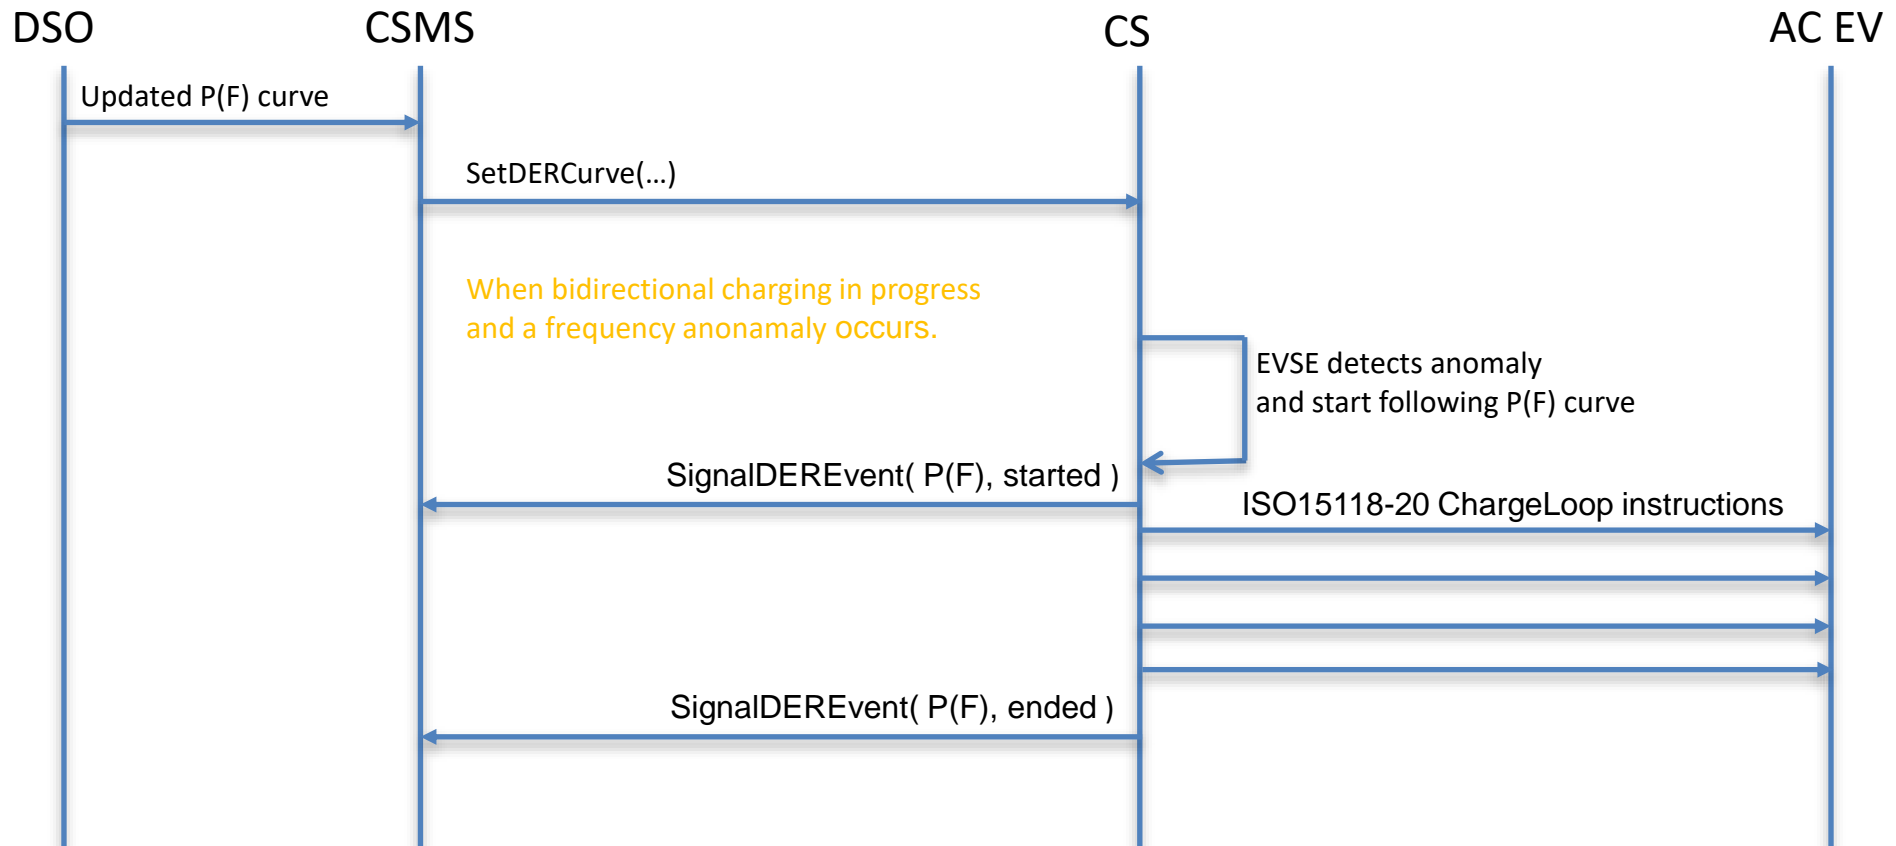 DSO
CSMS
CS
AC EV
Updated P(F) curve
SetDERCurve(...)
When bidirectional charging in progress
and a frequency anonamaly occurs.
EVSE detects anomaly
and start following P(F) curve
SignalDEREvent( P(F), started )
ISO15118-20 ChargeLoop instructions
SignalDEREvent( P(F), ended )